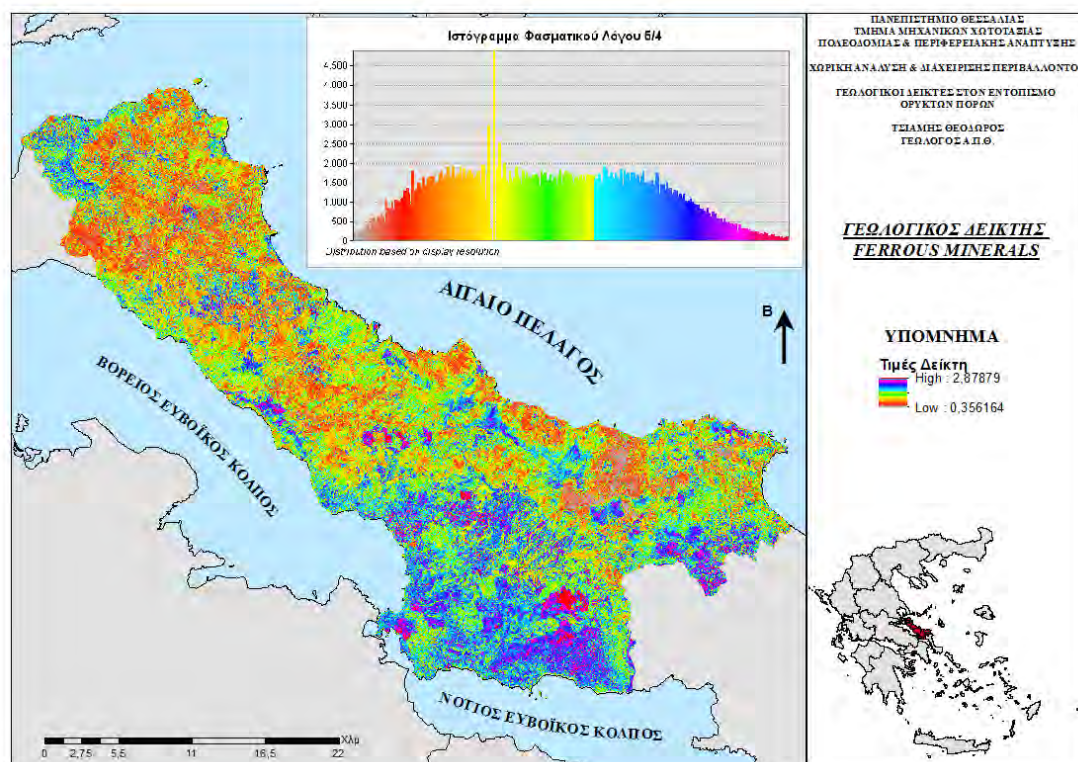 Ιστόγραμμα Φασματικού Λόγου 5/4
4,500
4.000
3.500
3.000
2.500
2.000
1.500
1.000
500
0
Distribution based on display resolution
ΑΙΓΑΙΟ ΠΕΛΑΓΟΣ
Β
ΒΟΡΕΙΟΣ ΕΥΒΟΪΚΟΣ ΚΟΛΠΟΣ
ΝΟΤΙΟΣ ΕΥΒΟΪΚΟΣ ΚΟΛΠΟΣ
0 2,75 5,5 11 16,5 22 Χλμ
ΠΑΝΕΠΙΣΤΗΜΙΟ ΘΕΣΣΑΛΙΑΣ
ΤΜΗΜΑ ΜΗΧΑΝΙΚΩΝ ΧΩΤΟΤΑΞΙΑΣ
ΠΟΛΕΟΔΟΜΙΑΣ & ΠΕΡΙΦΕΡΕΙΑΚΗΣ ΑΝΑΠΤΥΞΗΣ
ΧΩΡΙΚΗ ΑΝΑΛΥΣΗ & ΔΙΑΧΕΙΡΙΣΗΣ ΠΕΡΙΒΑΛΛΟΝΤΟ
ΓΕΩΛΟΓΙΚΟΙ ΔΕΙΚΤΕΣ ΣΤΟΝ ΕΝΤΟΠΙΣΜΟ
ΟΡΥΚΤΩΝ ΠΟΡΩΝ
ΤΣΙΑΜΗΣ ΘΕΟΔΩΡΟΣ
ΓΕΩΛΟΓΟΣ Α.Π.Θ.
ΓΕΩΛΟΓΙΚΟΣ ΔΕΙΚΤΗΣ
FERROUS MINERALS
ΥΠΟΜΝΗΜΑ
Τιμές Δείκτη
High : 2,87879
Low : 0,356164